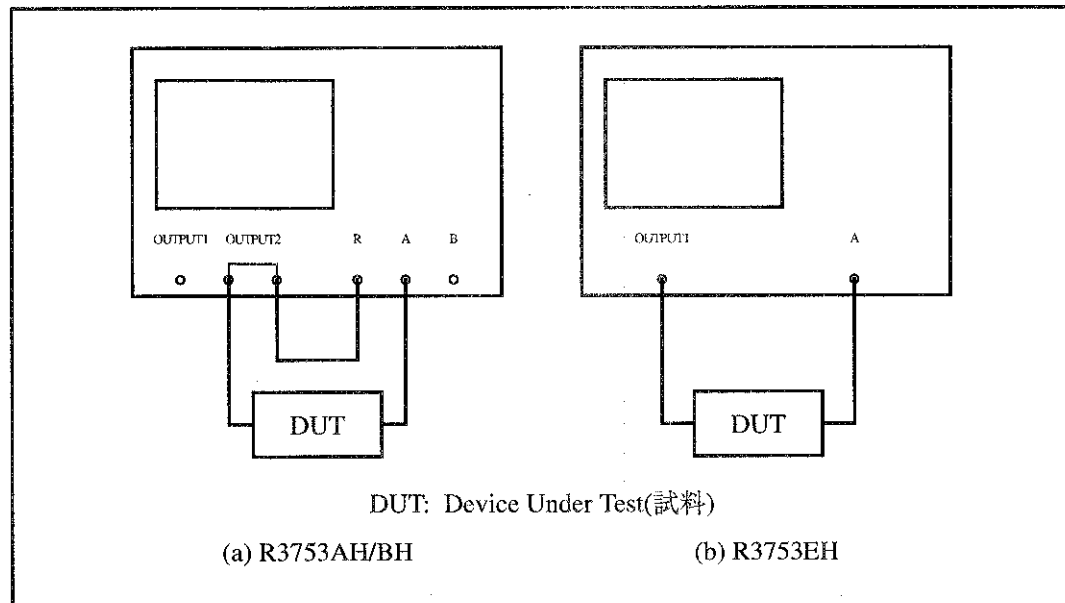 OUTPUT1 OUTPUT2 R A B
OUTPUT1 A
DUT
DUT
DUT: Device Under Test(試料)
(a) R3753AH/BH
(b) R3753EH